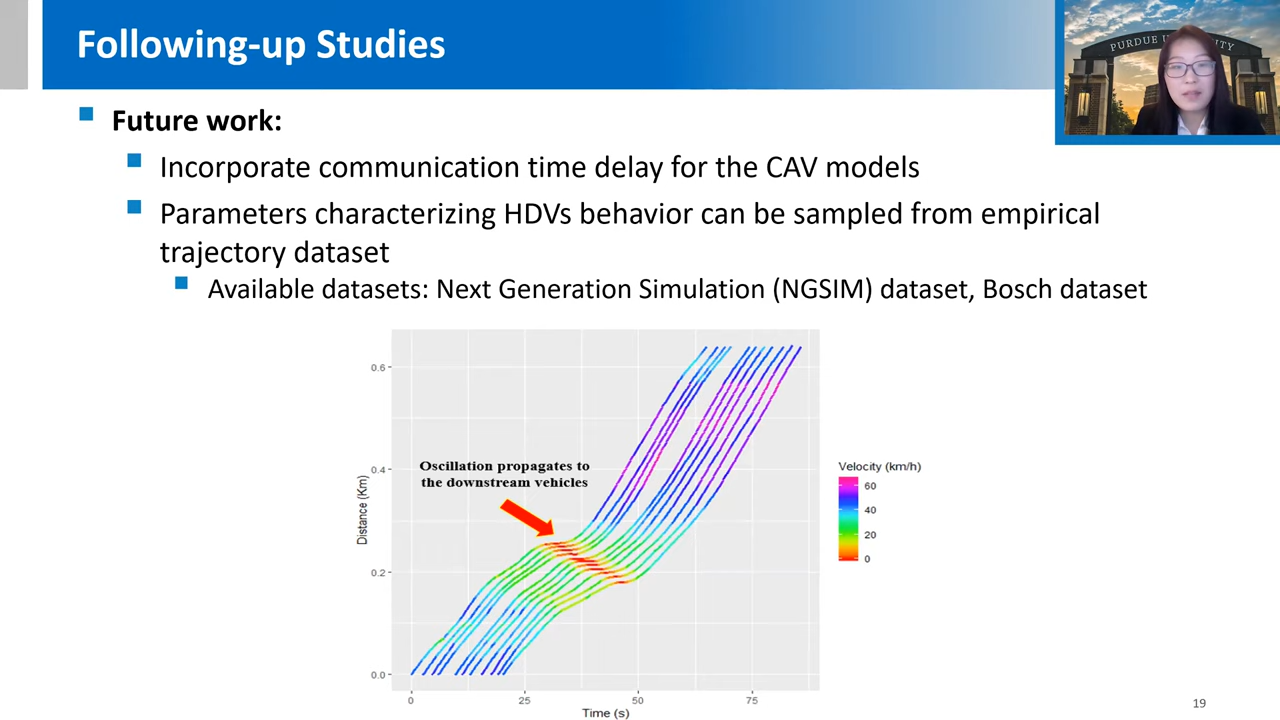 Following-up Studies
PURDUE UNIVERSITY
Future work:
Incorporate communication time delay for the CAV models
Parameters characterizing HDVs behavior can be sampled from empirical
trajectory dataset
Available datasets: Next Generation Simulation (NGSIM) dataset, Bosch dataset
Oscillation propagates to
the downstream vehicles
Distance (Km)
0.6
0.4
0.2
0.0
0
25
50
75
Time (s)
Velocity (km/h)
60
40
20
0
19